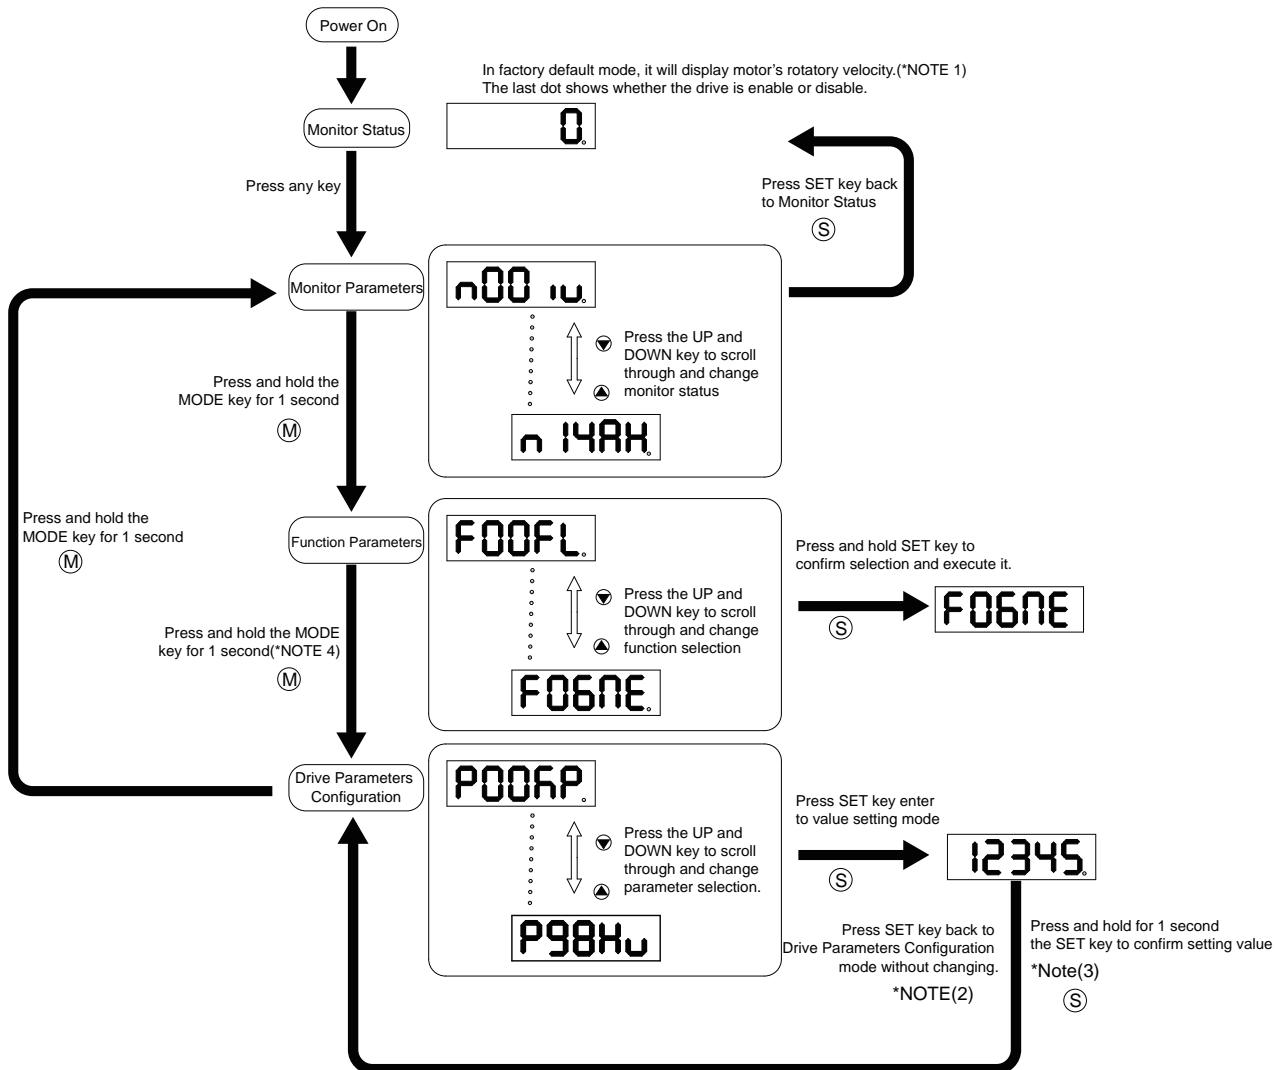 Power On
In factory default mode, it will display motor's rotatory velocity.(*NOTE 1)
The last dot shows whether the drive is enable or disable.
Monitor Status
0.
Press any key
Press SET key back
to Monitor Status
S
Monitor Parameters
n00 iu.
Press the UP and
DOWN key to scroll
through and change
monitor status
n 14AH.
Press and hold the
MODE key for 1 second
M
Press and hold the
MODE key for 1 second
M
Function Parameters
F00FL.
Press the UP and
DOWN key to scroll
through and change
function selection
F06NE.
Press and hold SET key to
confirm selection and execute it.
S
F06NE
Press and hold the MODE
key for 1 second(*NOTE 4)
M
Drive Parameters
Configuration
Press the UP and
DOWN key to scroll
through and change
parameter selection.
P98Hu
Press SET key enter
to value setting mode
S
12345.
Press SET key back to
Drive Parameters Configuration
mode without changing.
*NOTE(2)
Press and hold for 1 second
the SET key to confirm setting value
*Note(3)
S